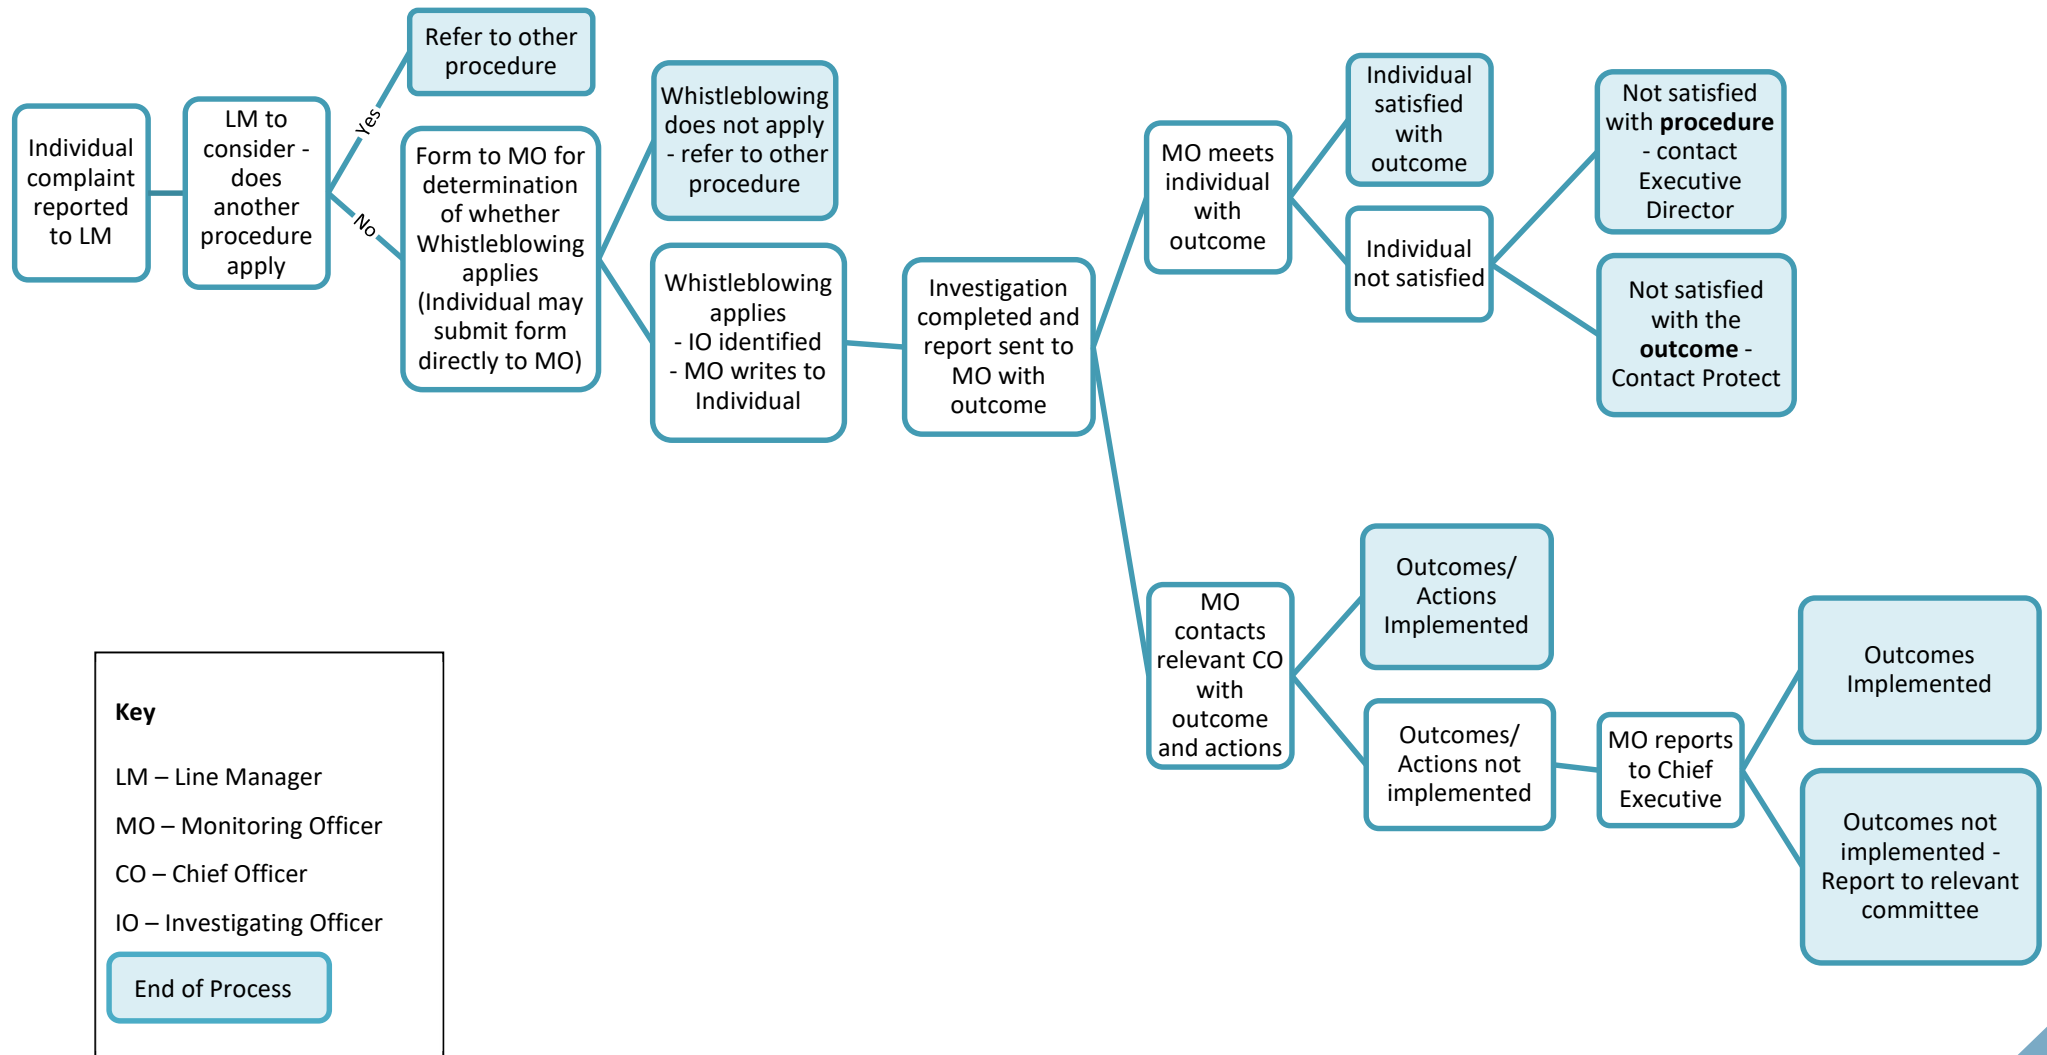 Individual
complaint
reported
to LM
LM to
consider -
does
another
procedure
apply
Yes
No
Refer to other
procedure
Form to MO for
determination
of whether
Whistleblowing
applies
(Individual may
submit form
directly to MO)
Whistleblowing
does not apply
- refer to other
procedure
Whistleblowing
applies
- IO identified
- MO writes to
Individual
Investigation
completed and
report sent to
MO with
outcome
MO meets
individual
with
outcome
Individual
satisfied
with
outcome
Individual
not satisfied
Not satisfied
with procedure
- contact
Executive
Director
Not satisfied
with the
outcome -
Contact Protect
MO
contacts
relevant CO
with
outcome
and actions
Outcomes/
Actions
Implemented
Outcomes/
Actions not
implemented
MO reports
to Chief
Executive
Outcomes
Implemented
Outcomes not
implemented -
Report to relevant
committee
Key
LM – Line Manager
MO – Monitoring Officer
CO – Chief Officer
IO – Investigating Officer
End of Process